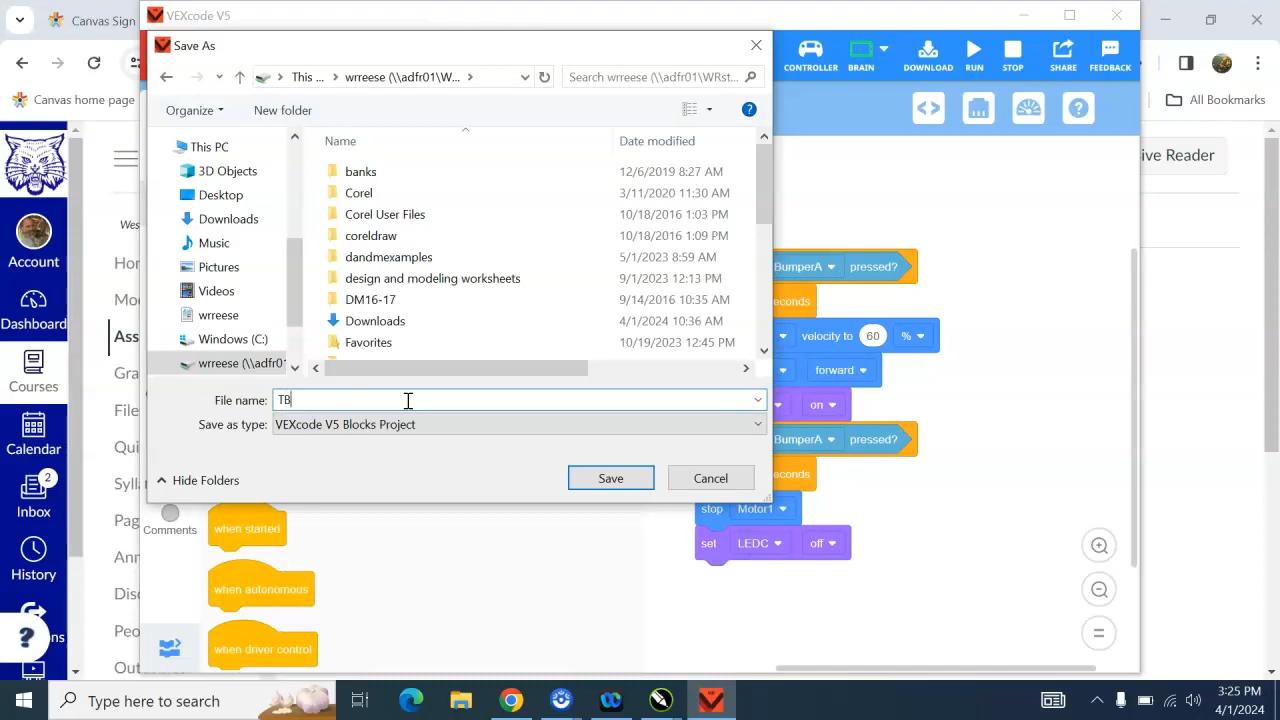 Canvas Sign
VEXcode V5
Canvas home page
All Bookmarks
Save As
This ...
wrreese (\\adfr01\W...
Search wrreese (\\adfr01\WRst...
Organize
New folder
CONTROLLER
BRAIN
DOWNLOAD
RUN
STOP
SHARE
FEEDBACK
ive Reader
This PC
3D Objects
Desktop
Downloads
Music
Pictures
Videos
wrreese
Windows (C:)
wrreese (\\adfr01
Name
Date modified
banks
12/6/2019 8:27 AM
Corel
3/11/2020 11:30 AM
Corel User Files
10/18/2016 1:03 PM
coreldraw
10/18/2016 1:09 PM
dandmexamples
5/1/2023 8:59 AM
design and modeling worksheets
9/1/2023 12:13 PM
DM16-17
9/14/2016 10:35 AM
Downloads
4/1/2024 10:36 AM
Favorites
10/19/2023 12:45 PM
File name: TB
Save as type: VEXcode V5 Blocks Project
Hide Folders
Save
Cancel
Account
Dashboard
Courses
Calendar
2
Inbox
History
?
ons
Wes
Hom
Mod
Ass
Gra
File
Sylla
Pag
Ann
Qui
Disc
Peo
Out
Comments
when started
when autonomous
when driver control
BumperA pressed?
econds
velocity to 60 %
forward
on
BumperA pressed?
econds
stop Motor1
set LEDC off
Type here to search
3:25 PM
4/1/2024